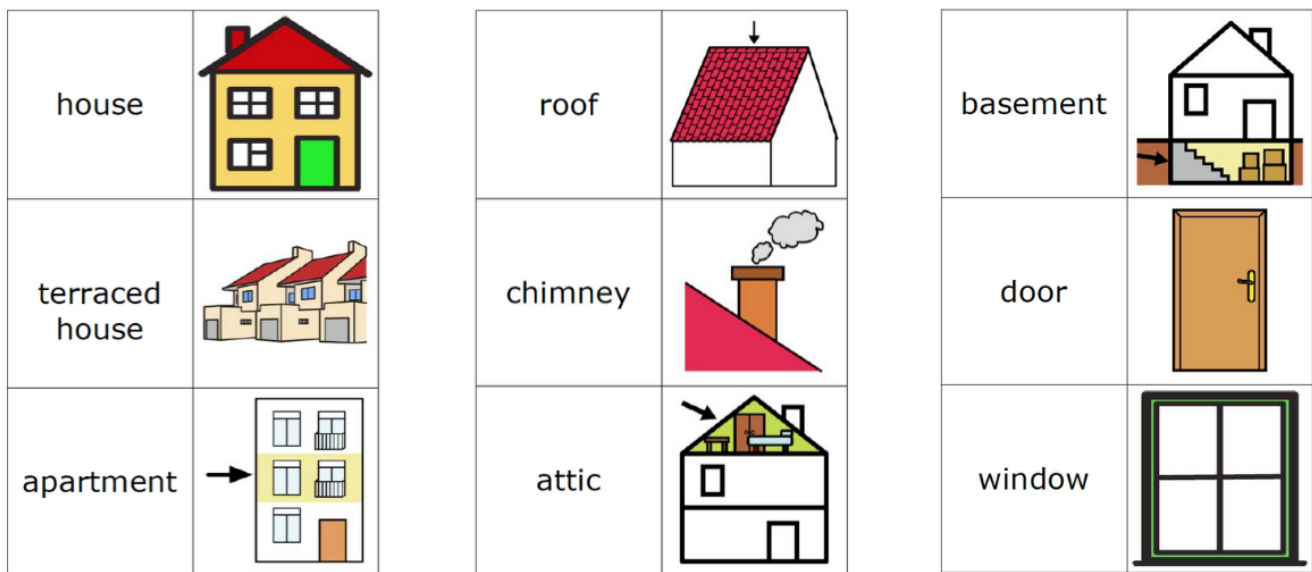 house
terraced
house
apartment
roof
chimney
attic
basement
door
window